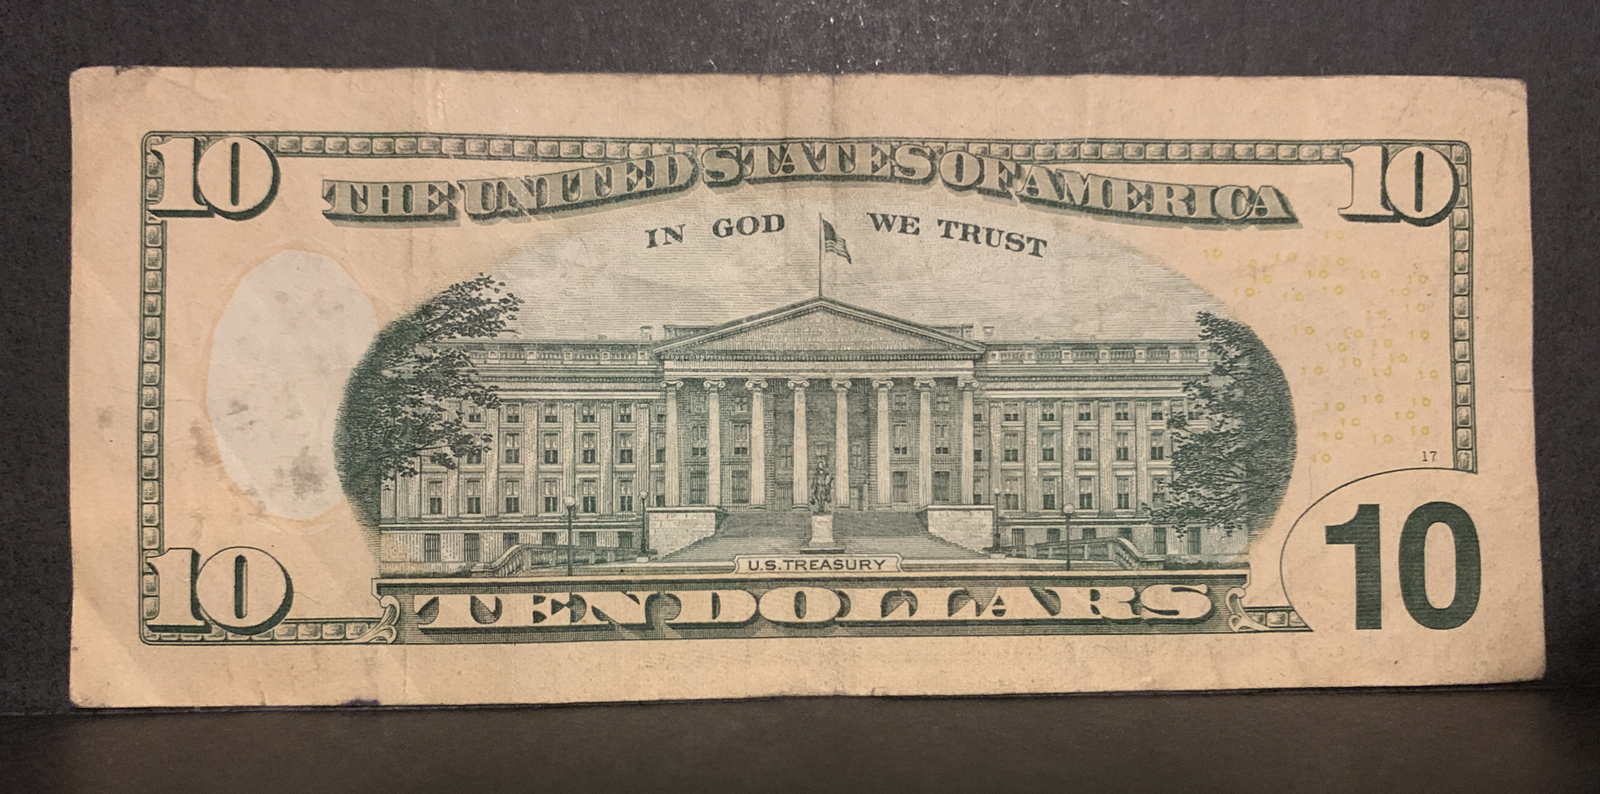 10 THE UNITED STATES OF AMERICA 10
IN GOD WE TRUST
17
U.S. TREASURY
10 TEN DOLLARS 10